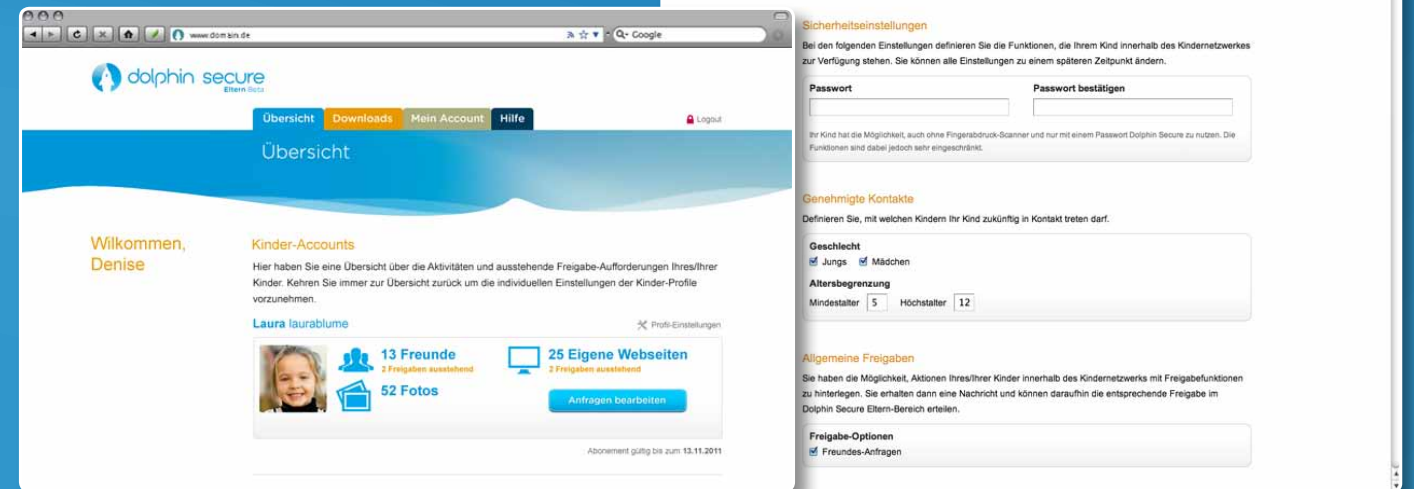 www.domain.de
Google
dolphin secure
Eltern Beta
Übersicht
Downloads
Mein Account
Hilfe
Logout
Übersicht
Wilkommen,
Denise
Kinder-Accounts
Hier haben Sie eine Übersicht über die Aktivitäten und ausstehende Freigabe-Aufforderungen Ihres/Ihrer
Kinder. Kehren Sie immer zur Übersicht zurück um die individuellen Einstellungen der Kinder-Profile
vorzunehmen.
Laura laurablume
Profil-Einstellungen
13 Freunde
2 Freigaben ausstehend
52 Fotos
25 Eigene Webseiten
2 Freigaben ausstehend
Anfragen bearbeiten
Abonement gültig bis zum 13.11.2011
Sicherheitseinstellungen
Bei den folgenden Einstellungen definieren Sie die Funktionen, die Ihrem Kind innerhalb des Kindernetzwerkes
zur Verfügung stehen. Sie können alle Einstellungen zu einem späteren Zeitpunkt ändern.
Passwort
Passwort bestätigen
Ihr Kind hat die Möglichkeit, auch ohne Fingerabdruck-Scanner und nur mit einem Passwort Dolphin Secure zu nutzen. Die
Funktionen sind dabei jedoch sehr eingeschränkt.
Genehmigte Kontakte
Definieren Sie, mit welchen Kindern Ihr Kind zukünftig in Kontakt treten darf.
Geschlecht
Jungs Mädchen
Altersbegrenzung
Mindestalter 5 Höchstalter 12
Allgemeine Freigaben
Sie haben die Möglichkeit, Aktionen Ihres/Ihrer Kinder innerhalb des Kindernetzwerks mit Freigabefunktionen
zu hinterlegen. Sie erhalten dann eine Nachricht und können daraufhin die entsprechende Freigabe im
Dolphin Secure Eltern-Bereich erteilen.
Freigabe-Optionen
Freundes-Anfragen